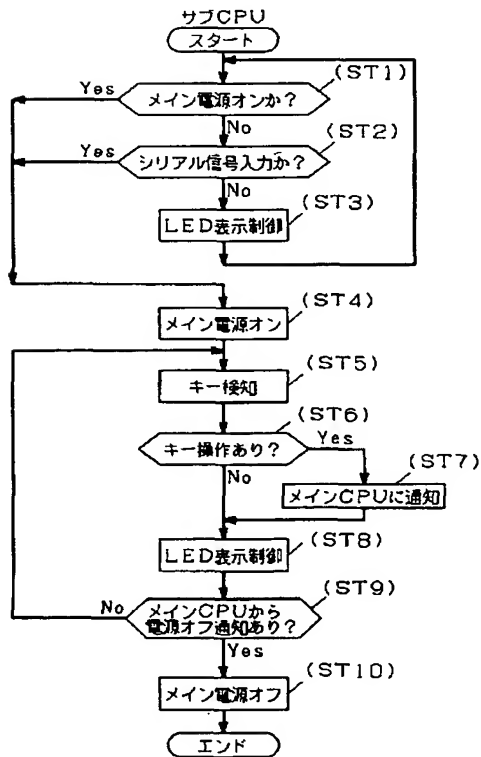 サブCPU
スタート
(ST1)
Yes
メイン電源オンか?
No
(ST2)
Yes
シリアル信号入力か?
No
(ST3)
LED表示制御
(ST4)
メイン電源オン
(ST5)
キー検知
(ST6)
キー操作あり?
Yes
No
(ST7)
メインCPUに通知
(ST8)
LED表示制御
(ST9)
No
メインCPUから
電源オフ通知あり?
Yes
(ST10)
メイン電源オフ
エンド